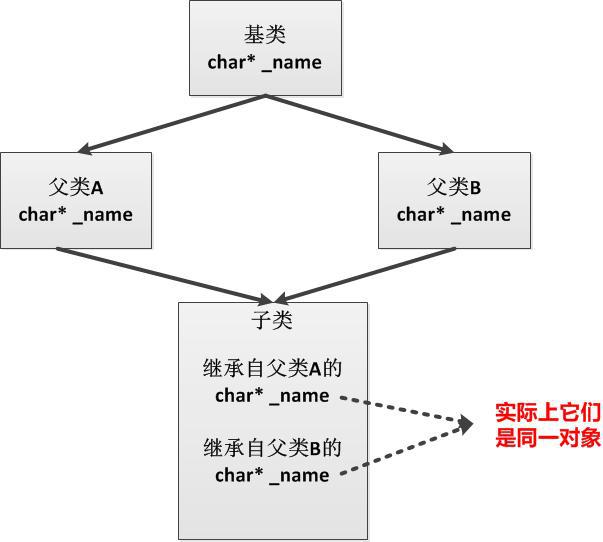 基类
char* _name
父类A
char* _name
父类B
char* _name
子类
继承自父类A的
char* _name
继承自父类B的
char* _name
实际上它们
是同一对象